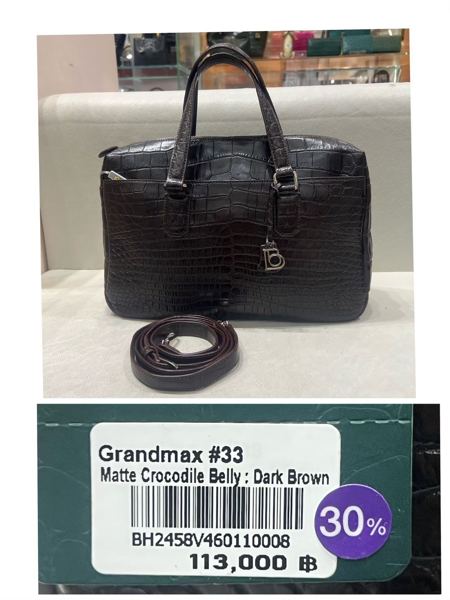 Grandmax #33
Matte Crocodile Belly : Dark Brown
BH2458V460110008
30%
113,000 ฿